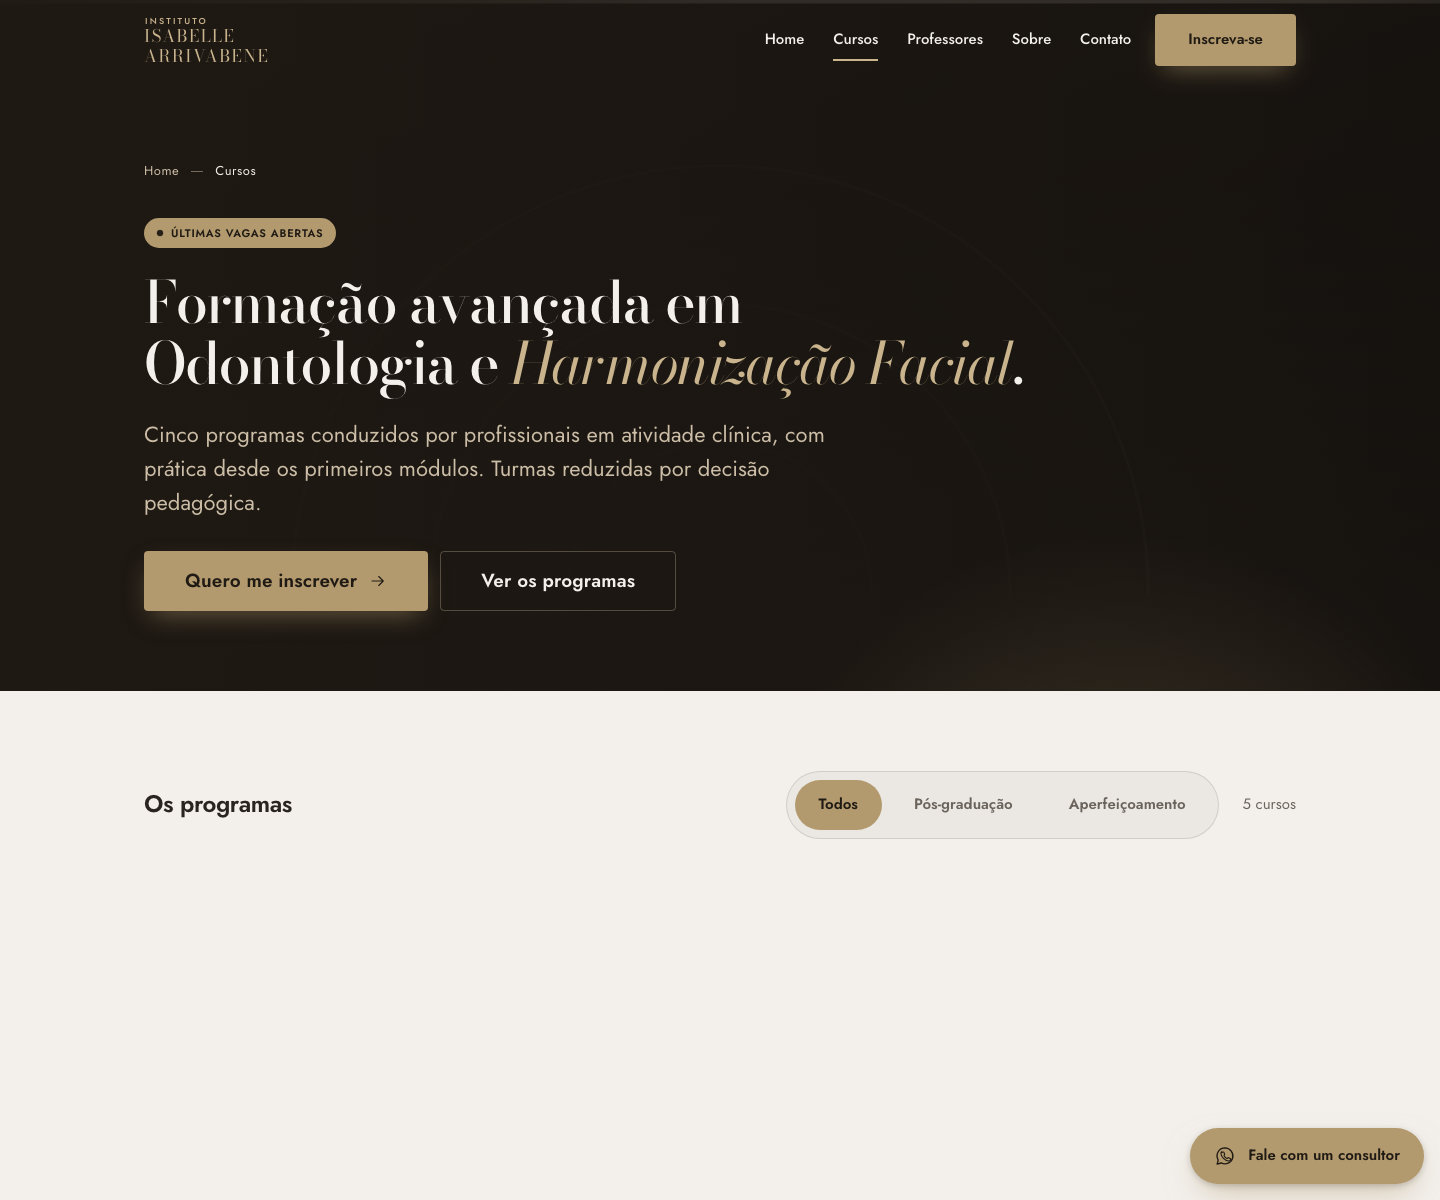 INSTITUTO
ISABELLE
ARRIVABENE
Home
Cursos
Professores
Sobre
Contato
Inscreva-se
Home — Cursos
ÚLTIMAS VAGAS ABERTAS
Formação avançada em
Odontologia e Harmonização Facial.
Cinco programas conduzidos por profissionais em atividade clínica, com
prática desde os primeiros módulos. Turmas reduzidas por decisão
pedagógica.
Quero me inscrever →
Ver os programas
Os programas
Todos
Pós-graduação
Aperfeiçoamento
5 cursos
Fale com um consultor